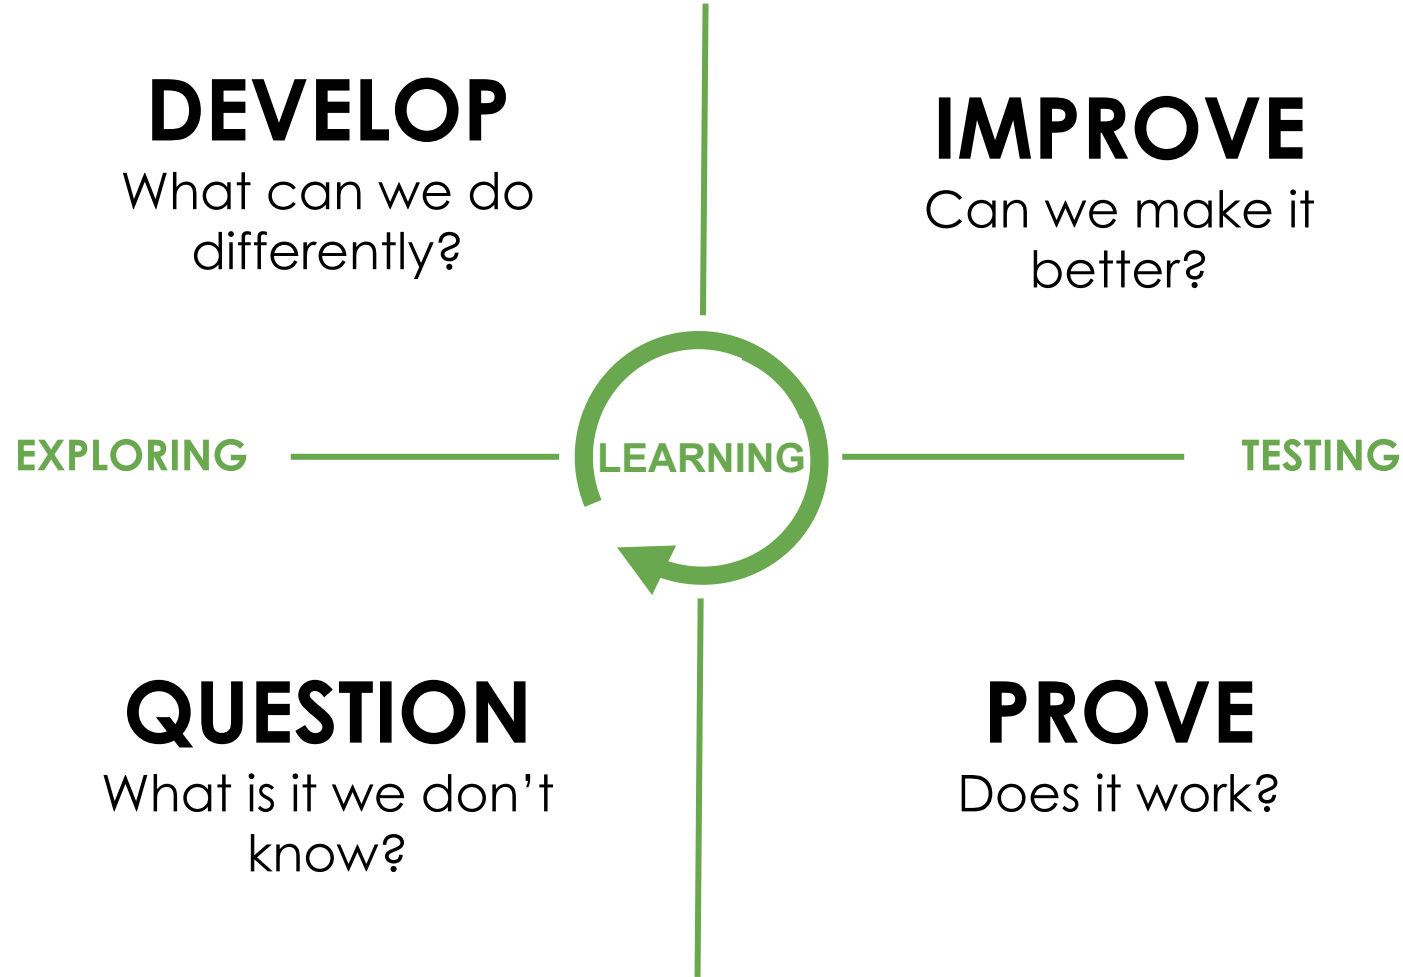 DEVELOP
What can we do
differently?
IMPROVE
Can we make it
better?
EXPLORING
LEARNING
TESTING
QUESTION
What is it we don’t
know?
PROVE
Does it work?